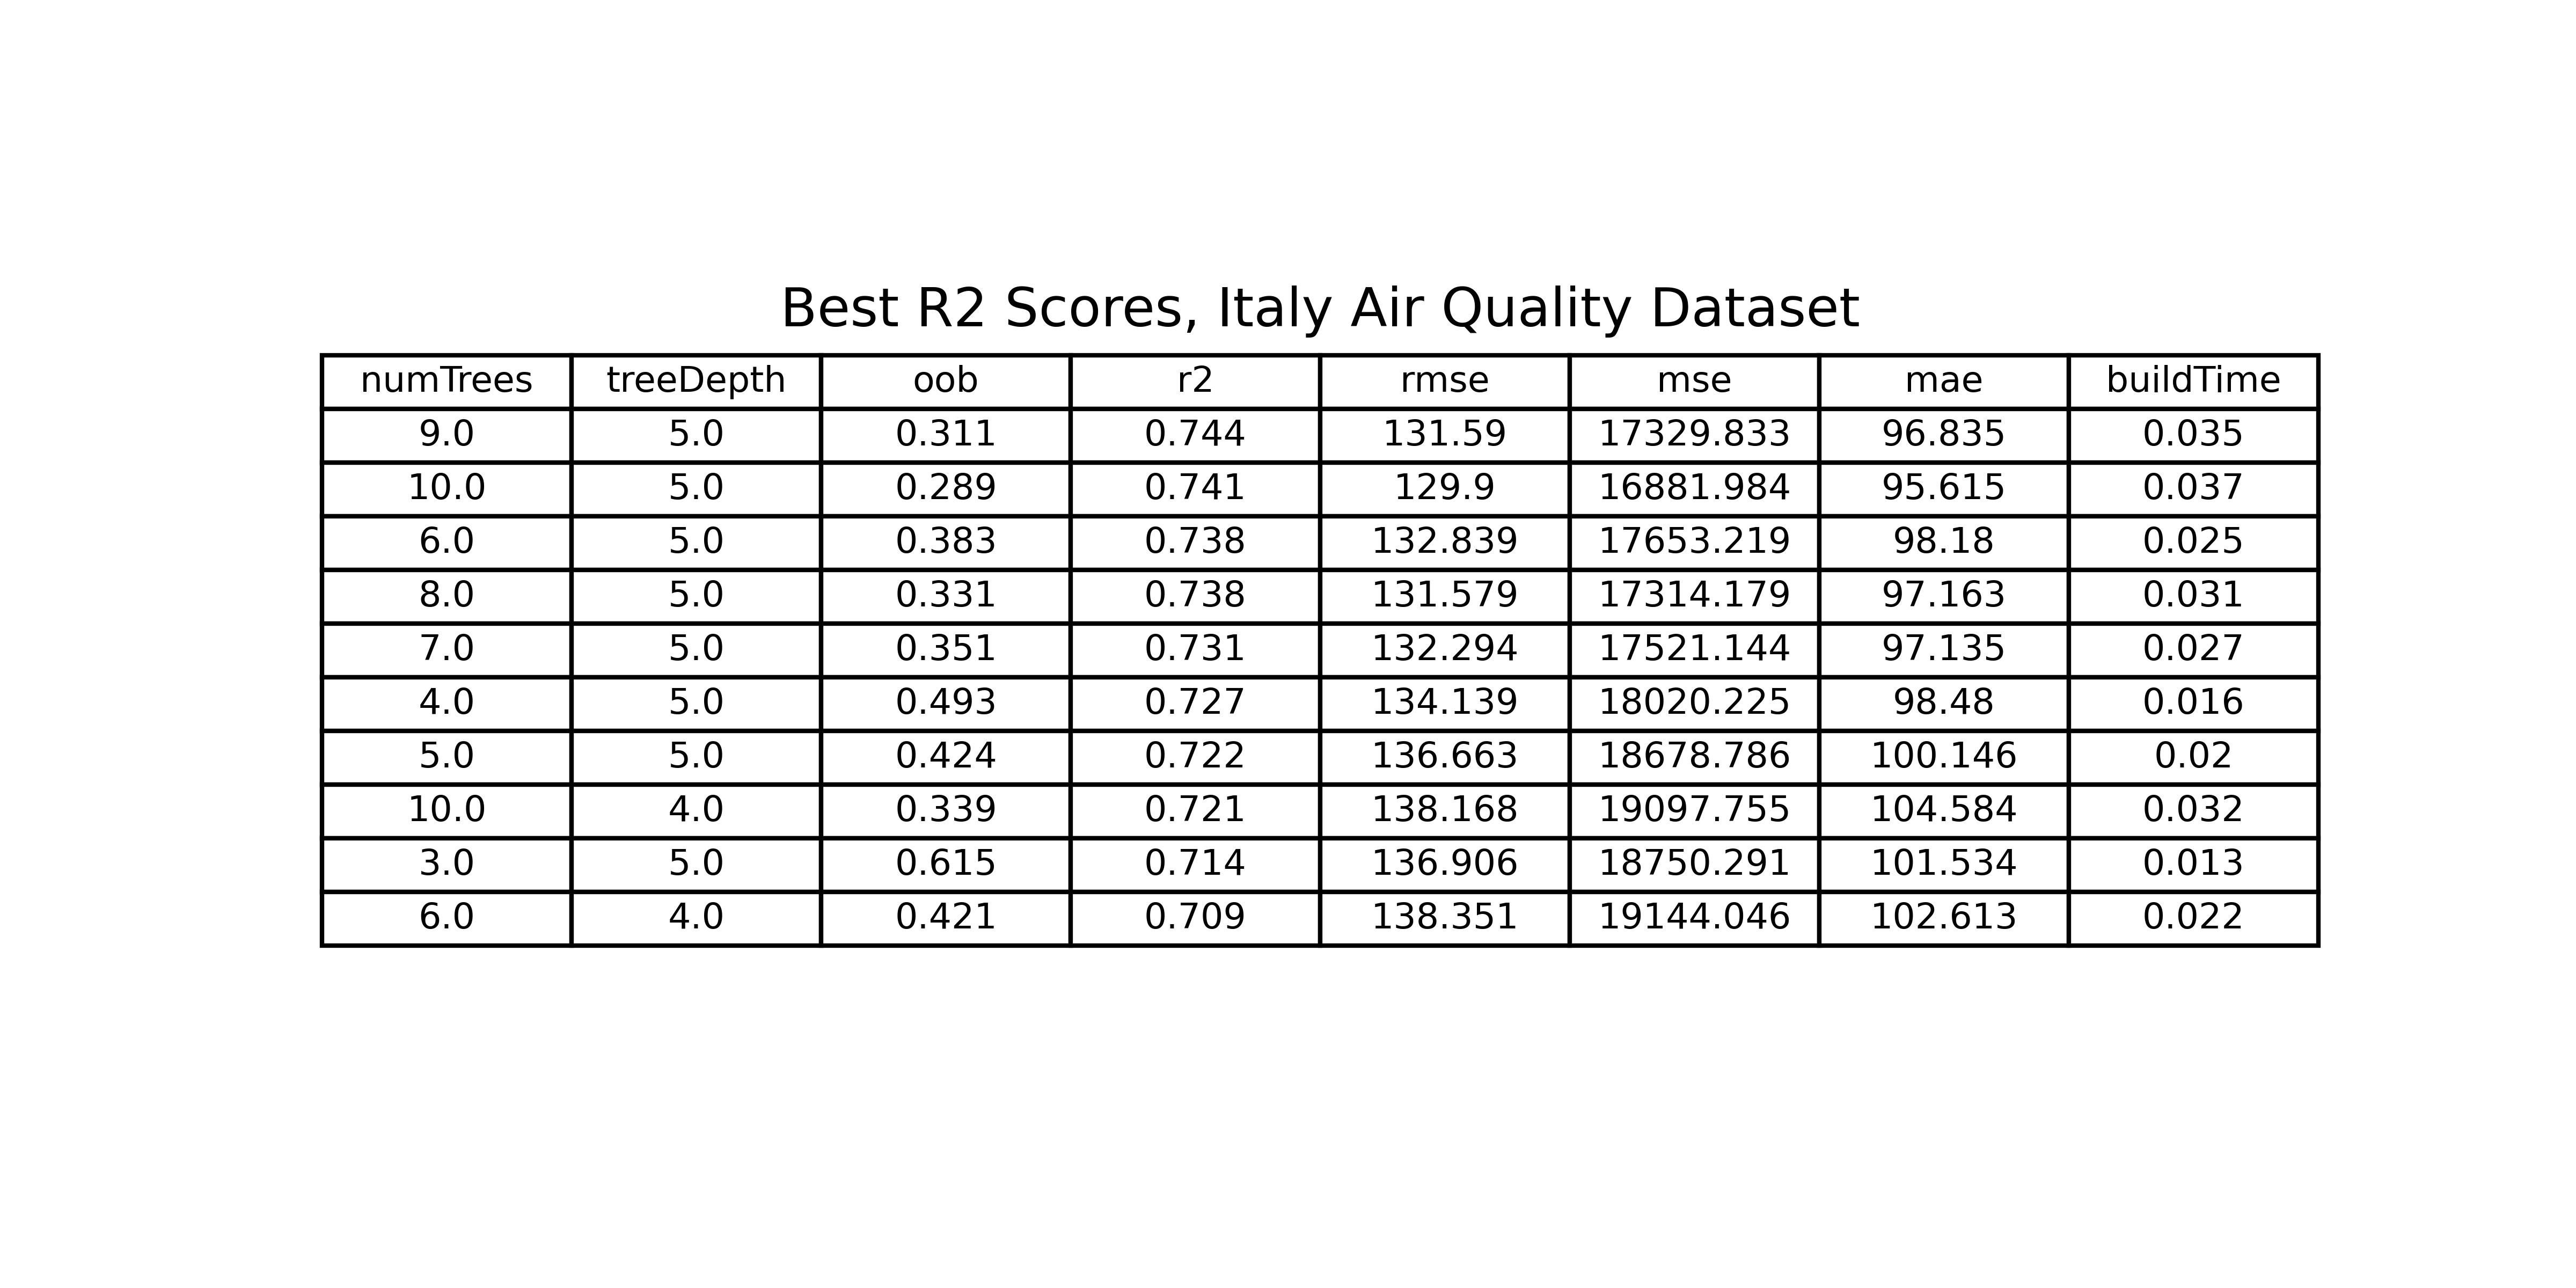 Best R2 Scores, Italy Air Quality Dataset
numTrees treeDepth oob r2 rmse mse mae buildTime
9.0 5.0 0.311 0.744 131.59 17329.833 96.835 0.035
10.0 5.0 0.289 0.741 129.9 16881.984 95.615 0.037
6.0 5.0 0.383 0.738 132.839 17653.219 98.18 0.025
8.0 5.0 0.331 0.738 131.579 17314.179 97.163 0.031
7.0 5.0 0.351 0.731 132.294 17521.144 97.135 0.027
4.0 5.0 0.493 0.727 134.139 18020.225 98.48 0.016
5.0 5.0 0.424 0.722 136.663 18678.786 100.146 0.02
10.0 4.0 0.339 0.721 138.168 19097.755 104.584 0.032
3.0 5.0 0.615 0.714 136.906 18750.291 101.534 0.013
6.0 4.0 0.421 0.709 138.351 19144.046 102.613 0.022